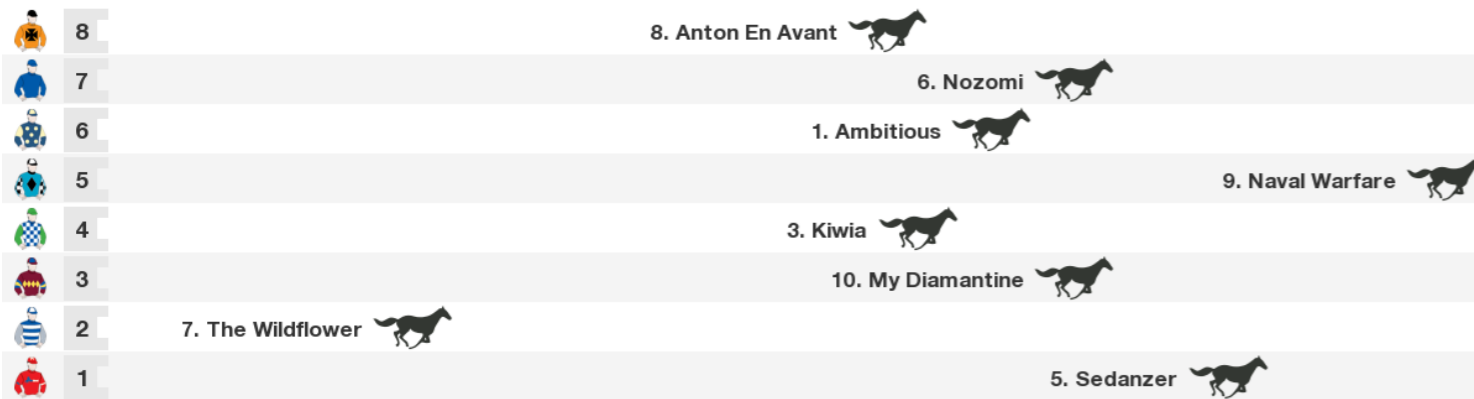 8 8. Anton En Avant
7 6. Nozomi
6 1. Ambitious
5 9. Naval Warfare
4 3. Kiwia
3 10. My Diamantine
2 7. The Wildflower
1 5. Sedanzer